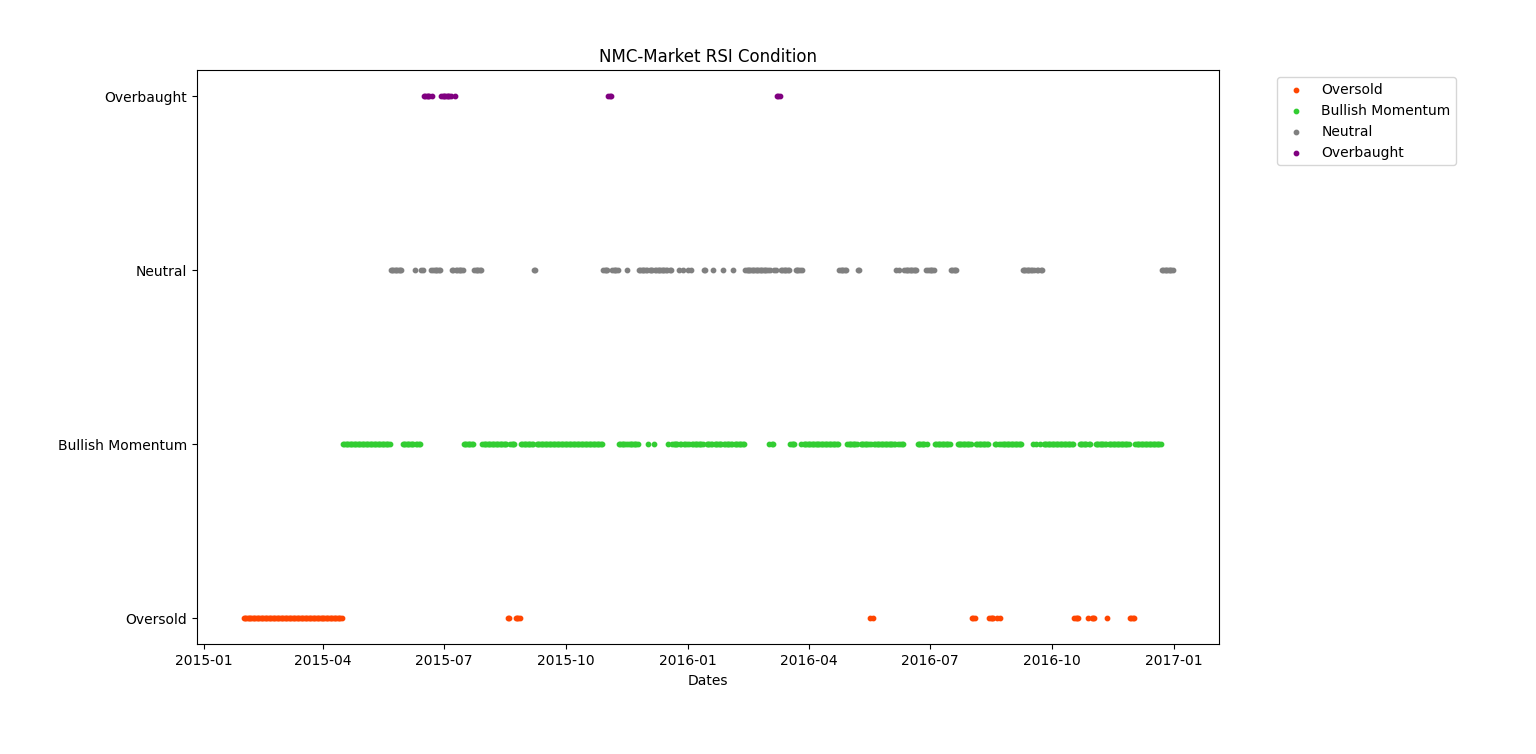 NMC-Market RSI Condition
Overbaught
Neutral
Bullish Momentum
Oversold
2015-01 2015-04 2015-07 2015-10 2016-01 2016-04 2016-07 2016-10 2017-01
Dates
Oversold
Bullish Momentum
Neutral
Overbaught